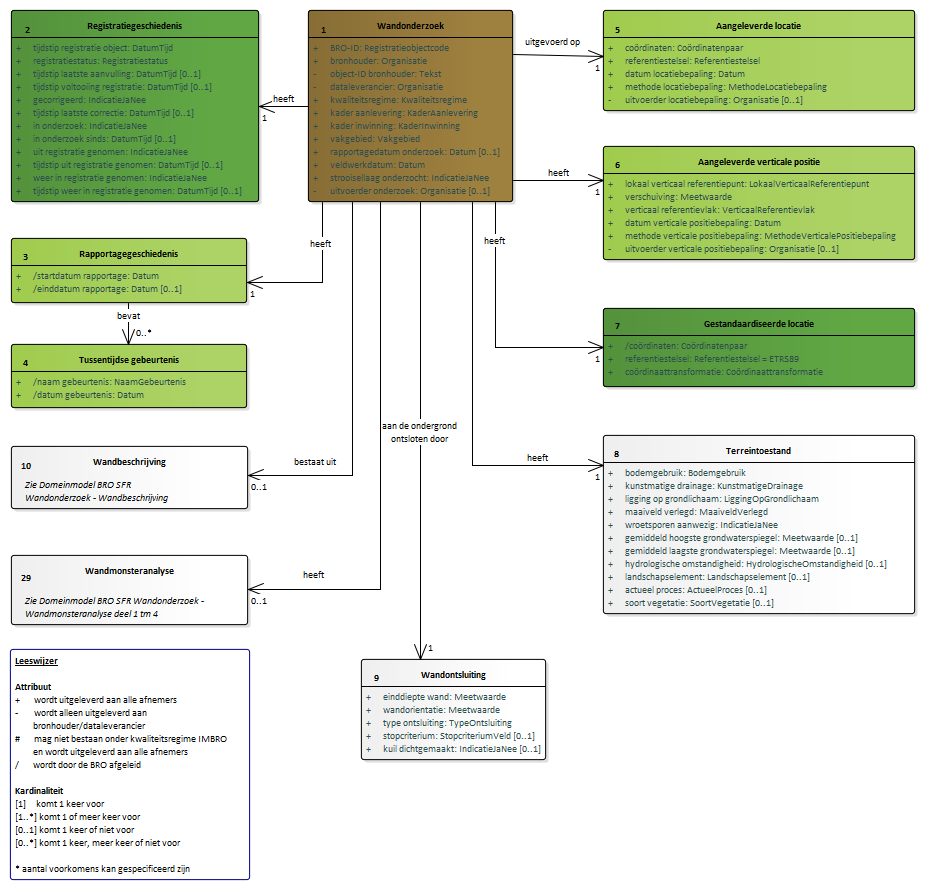 2 Registratiegeschiedenis
+ tijdstip registratie object: DatumTijd
+ registratiestatus: Registratiestatus
+ tijdstip laatste aanvulling: DatumTijd [0..1]
+ tijdstip voltooiing registratie: DatumTijd [0..1]
+ gecorrigeerd: IndicatieJaNee
+ tijdstip laatste correctie: DatumTijd [0..1]
+ in onderzoek: IndicatieJaNee
+ in onderzoek sinds: DatumTijd [0..1]
+ uit registratie genomen: IndicatieJaNee
+ tijdstip uit registratie genomen: DatumTijd [0..1]
+ weer in registratie genomen: IndicatieJaNee
+ tijdstip weer in registratie genomen: DatumTijd [0..1]
heeft
1
1 Wandonderzoek
+ BRO-ID: Registratieobjectcode
+ bronhouder: Organisatie
- object-ID bronhouder: Tekst
- dataleverancier: Organisatie
+ kwaliteitsregime: Kwaliteitsregime
+ kader aanlevering: KaderAanlevering
+ kader inwinning: KaderInwinning
+ vakgebied: Vakgebied
+ rapportagedatum onderzoek: Datum [0..1]
+ veldwerkdatum: Datum
+ strooisellaag onderzocht: IndicatieJaNee
- uitvoerder onderzoek: Organisatie [0..1]
uitgevoerd op
1
5 Aangeleverde locatie
+ coördinaten: Coördinatenpaar
+ referentiestelsel: Referentiestelsel
+ datum locatiebepaling: Datum
+ methode locatiebepaling: MethodeLocatiebepaling
- uitvoerder locatiebepaling: Organisatie [0..1]
heeft
1
6 Aangeleverde verticale positie
+ lokaal verticaal referentiepunt: LokaalVerticaalReferentiepunt
+ verschuiving: Meetwaarde
+ verticaal referentievlak: VerticaalReferentievlak
+ datum verticale positiebepaling: Datum
+ methode verticale positiebepaling: MethodeVerticalePositiebepaling
- uitvoerder verticale positiebepaling: Organisatie [0..1]
heeft
1
3 Rapportagegeschiedenis
+ /startdatum rapportage: Datum
+ /einddatum rapportage: Datum [0..1]
bevat
0..*
4 Tussentijdse gebeurtenis
+ /naam gebeurtenis: NaamGebeurtenis
+ /datum gebeurtenis: Datum
heeft
1
7 Gestandaardiseerde locatie
+ /coördinaten: Coördinatenpaar
+ referentiestelsel: Referentiestelsel = ETRS89
+ coördinaattransformatie: Coördinaattransformatie
bestaat uit
0..1
10 Wandbeschrijving
Zie Domeinmodel BRO SFR
Wandonderzoek - Wandbeschrijving
heeft
1
8 Terreintoestand
+ bodemgebruik: Bodemgebruik
+ kunstmatige drainage: KunstmatigeDrainage
+ ligging op grondlichaam: LiggingOpGrondlichaam
+ maaiveld verlegd: MaaiveldVerlegd
+ wroetsporen aanwezig: IndicatieJaNee
+ gemiddeld hoogste grondwaterspiegel: Meetwaarde [0..1]
+ gemiddeld laagste grondwaterspiegel: Meetwaarde [0..1]
+ hydrologische omstandigheid: HydrologischeOmstandigheid [0..1]
+ landschapselement: Landschapselement [0..1]
+ actueel proces: ActueelProces [0..1]
+ soort vegetatie: SoortVegetatie [0..1]
heeft
0..1
29 Wandmonsteranalyse
Zie Domeinmodel BRO SFR Wandonderzoek -
Wandmonsteranalyse deel 1 tm 4
aan de ondergrond
ontsloten door
1
9 Wandontsluiting
+ einddiepte wand: Meetwaarde
+ wandorientatie: Meetwaarde
+ type ontsluiting: TypeOntsluiting
+ stopcriterium: StopcriteriumVeld [0..1]
+ kuil dichtgemaakt: IndicatieJaNee [0..1]
Leeswijzer
Attribuut
+ wordt uitgeleverd aan alle afnemers
- wordt alleen uitgeleverd aan
bronhouder/dataleverancier
# mag niet bestaan onder kwaliteitsregime IMBRO
en wordt uitgeleverd aan alle afnemers
/ wordt door de BRO afgeleid
Kardinaliteit
[1] komt 1 keer voor
[1..*] komt 1 of meer keer voor
[0..1] komt 1 keer of niet voor
[0..*] komt 1 keer, meer keer of niet voor
* aantal voorkomens kan gespecificeerd zijn